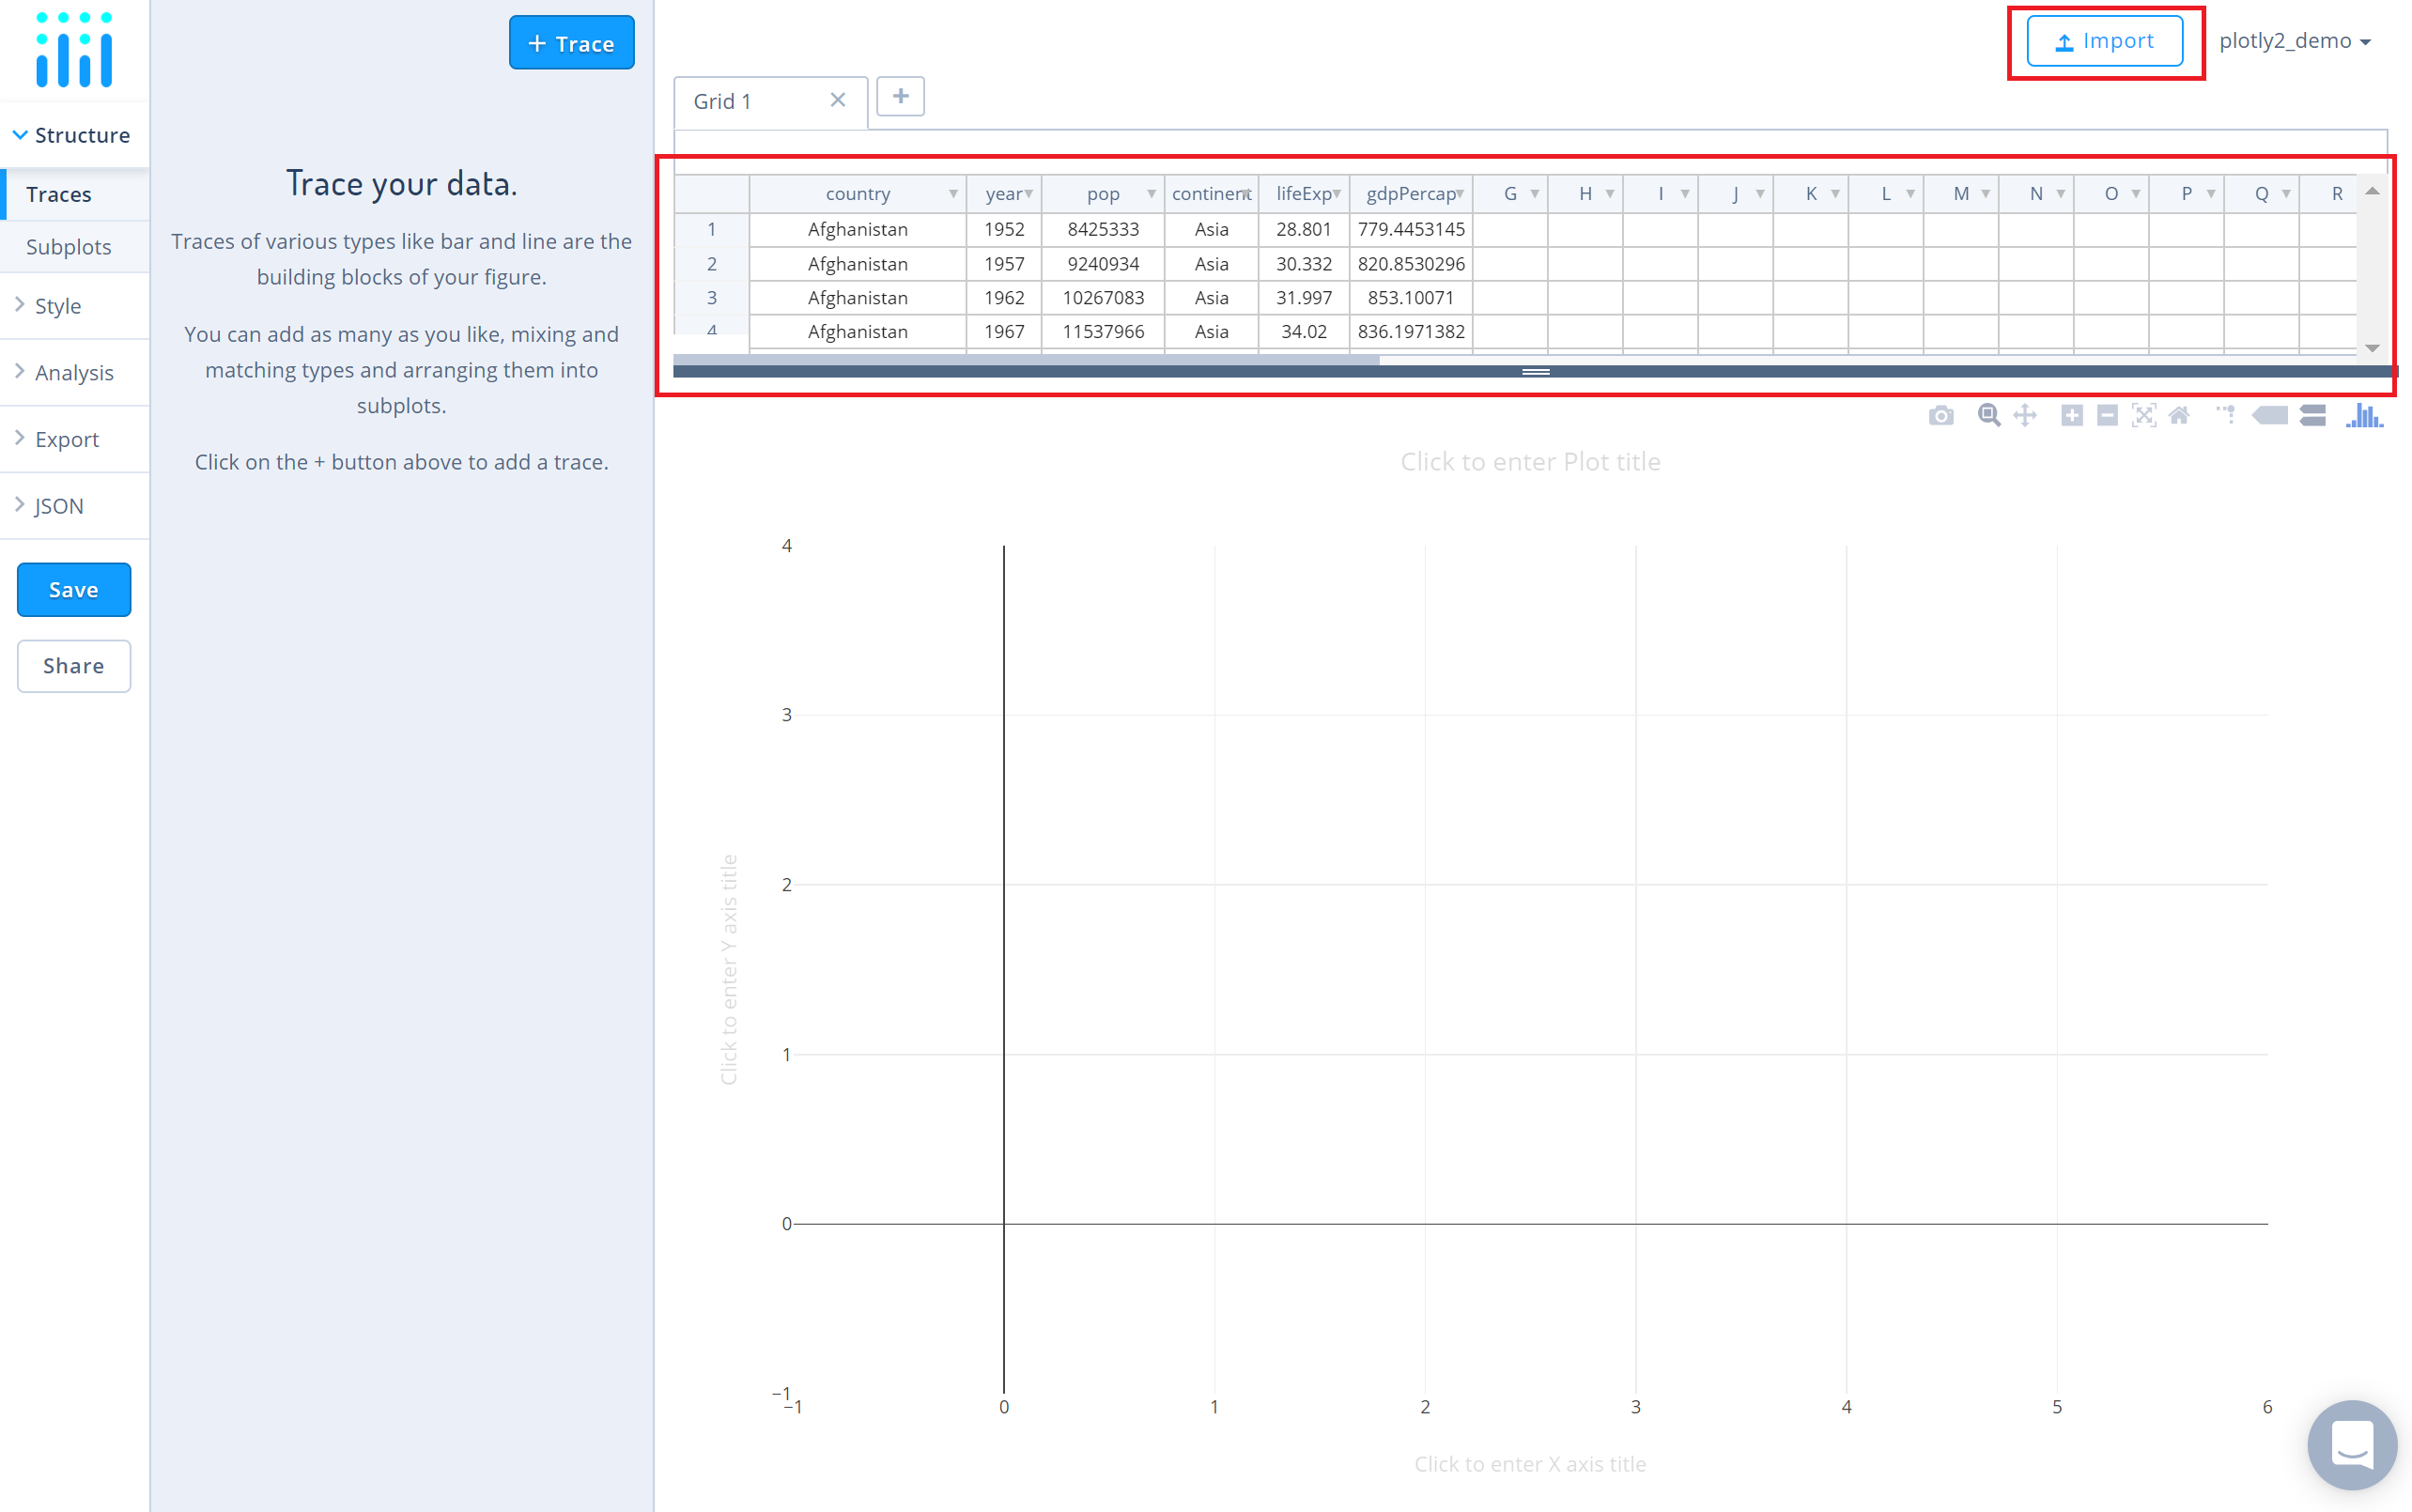 + Trace
Import
plotly2_demo
Grid 1
+
Structure
Traces
Subplots
Style
Analysis
Export
JSON
Save
Share
Trace your data.
Traces of various types like bar and line are the
building blocks of your figure.
You can add as many as you like, mixing and
matching types and arranging them into
subplots.
Click on the + button above to add a trace.
country year pop continent lifeExp gdpPercap G H I J K L M N O P Q R
1 Afghanistan 1952 8425333 Asia 28.801 779.4453145
2 Afghanistan 1957 9240934 Asia 30.332 820.8530296
3 Afghanistan 1962 10267083 Asia 31.997 853.10071
4 Afghanistan 1967 11537966 Asia 34.02 836.1971382
Click to enter Plot title
4
3
2
1
0
−1
Click to enter Y axis title
−1 0 1 2 3 4 5 6
Click to enter X axis title